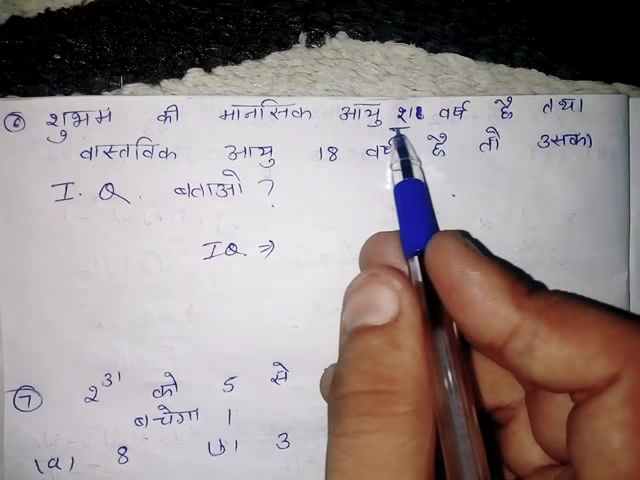 ⑥ शुभम की मानसिक आयु वर्ष है तथा
वास्तविक आयु 18 वर्ष है तो उसका
I. Q. बताओ ?
IQ. ⇒
⑦ 2³¹ को 5 से
बचेगा ।
(a) 8 (b) 3